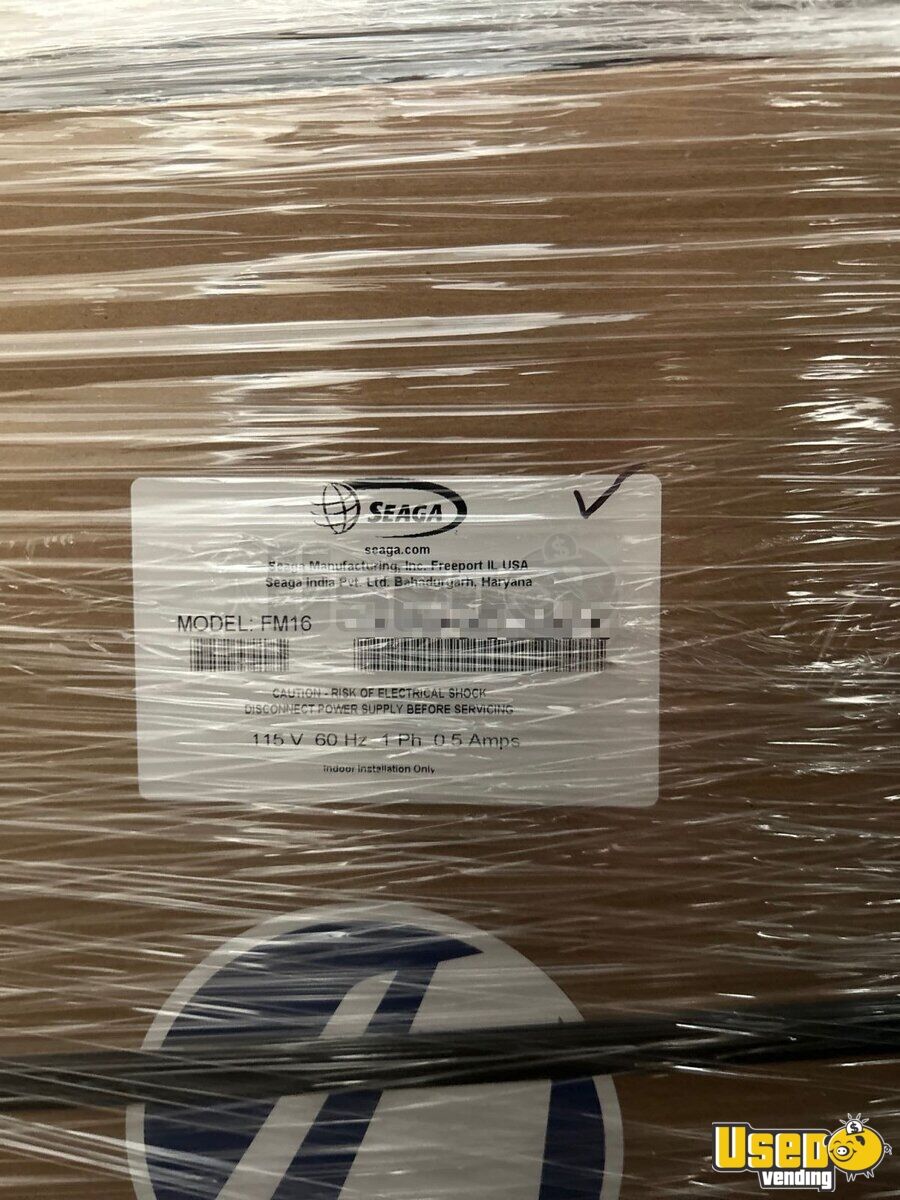 SEAGA
seaga.com
Seaga Manufacturing, Inc. Freeport IL USA
Seaga India Pvt. Ltd. Bahadurgarh, Haryana
MODEL: FM16
CAUTION - RISK OF ELECTRICAL SHOCK
DISCONNECT POWER SUPPLY BEFORE SERVICING
115 V 60 Hz 1 Ph 0.5 Amps
Indoor Installation Only
USED
vending